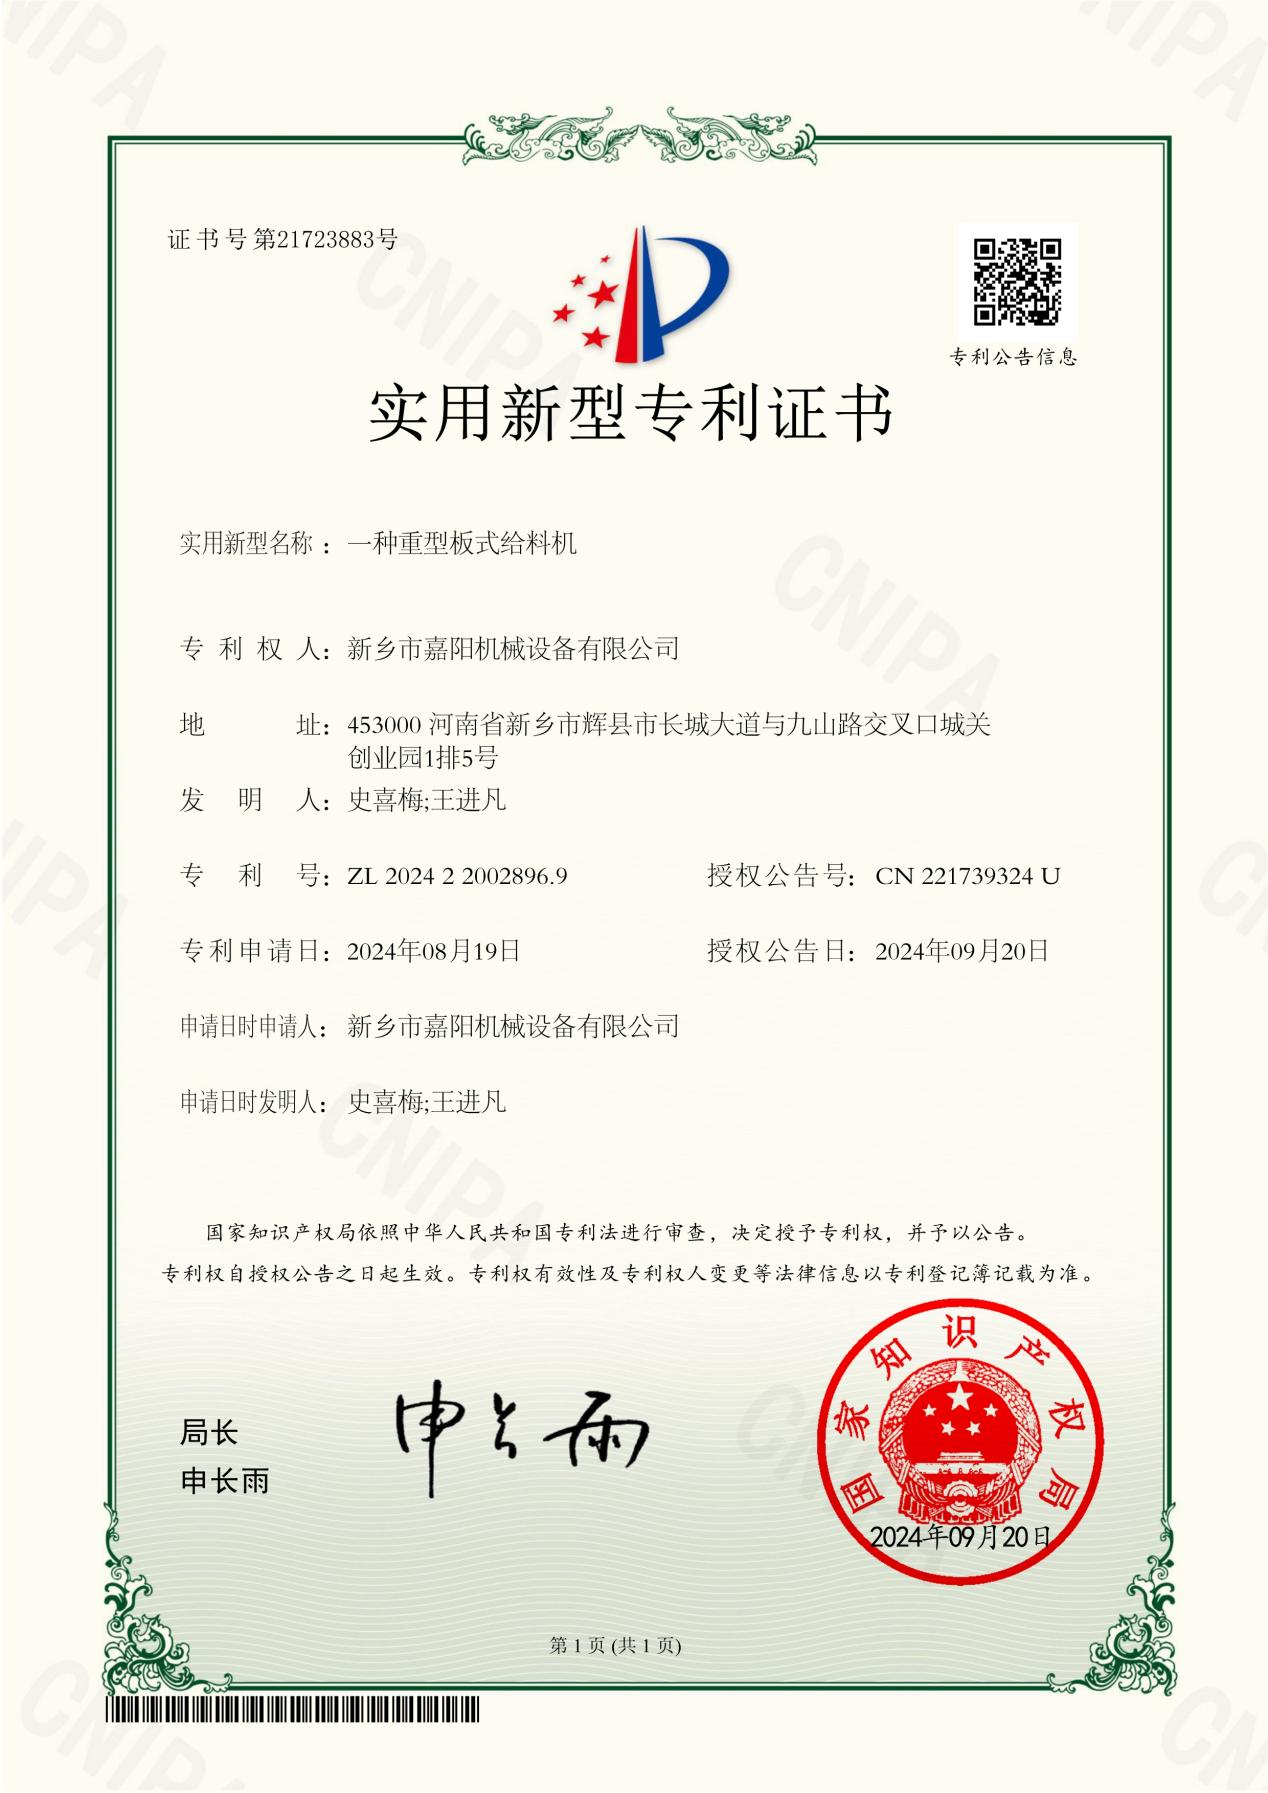 证书号第21723883号
专利公告信息
实用新型专利证书
实用新型名称：一种重型板式给料机
专利权人：新乡市嘉阳机械设备有限公司
地址：453000 河南省新乡市辉县市长城大道与九山路交叉口城关
创业园1排5号
发明人：史喜梅;王进凡
专利号：ZL 2024 2 2002896.9 授权公告号：CN 221739324 U
专利申请日：2024年08月19日 授权公告日：2024年09月20日
申请日时申请人：新乡市嘉阳机械设备有限公司
申请日时发明人：史喜梅;王进凡
国家知识产权局依照中华人民共和国专利法进行审查，决定授予专利权，并予以公告。
专利权自授权公告之日起生效。专利权有效性及专利权人变更等法律信息以专利登记簿记载为准。
局长
申长雨
申长雨
国家知识产权局
2024年09月20日
第 1 页 (共 1 页)
CNIPA
CNIPA
CNIPA
CNIPA
CNIPA
CNIPA
CNIPA
CNIPA
CNIPA
CNIPA